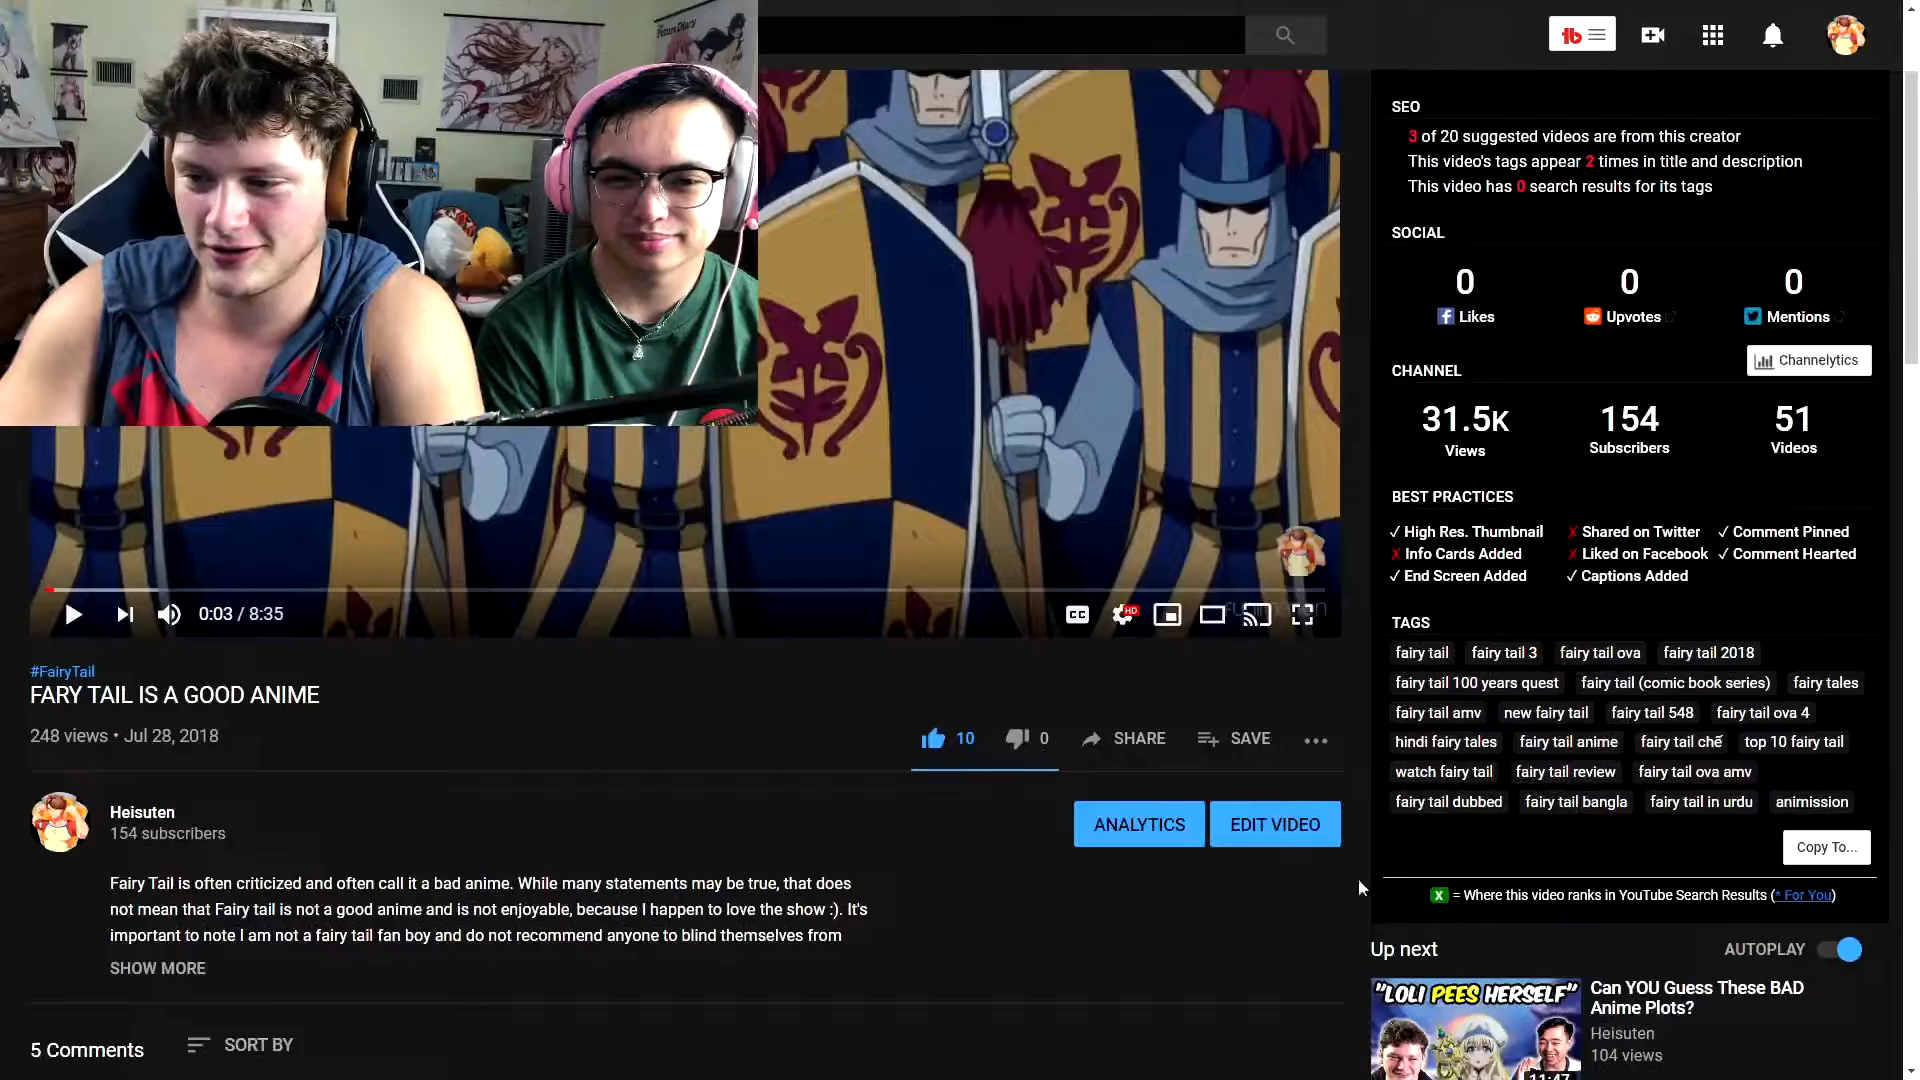 Future Diary
SEO
3 of 20 suggested videos are from this creator
This video's tags appear 2 times in title and description
This video has 0 search results for its tags
SOCIAL
0 0 0
Likes Upvotes Mentions
Channelytics
CHANNEL
31.5K 154 51
Views Subscribers Videos
BEST PRACTICES
✓ High Res. Thumbnail ✗ Shared on Twitter ✓ Comment Pinned
✗ Info Cards Added ✗ Liked on Facebook ✓ Comment Hearted
✓ End Screen Added ✓ Captions Added
0:03 / 8:35
CC HD
TAGS
fairy tail fairy tail 3 fairy tail ova fairy tail 2018
fairy tail 100 years quest fairy tail (comic book series) fairy tales
fairy tail amv new fairy tail fairy tail 548 fairy tail ova 4
hindi fairy tales fairy tail anime fairy tail chế top 10 fairy tail
watch fairy tail fairy tail review fairy tail ova amv
fairy tail dubbed fairy tail bangla fairy tail in urdu animission
Copy To...
X = Where this video ranks in YouTube Search Results (* For You)
#FairyTail
FARY TAIL IS A GOOD ANIME
248 views • Jul 28, 2018
10 0 SHARE SAVE
Heisuten
154 subscribers
ANALYTICS EDIT VIDEO
Fairy Tail is often criticized and often call it a bad anime. While many statements may be true, that does
not mean that Fairy tail is not a good anime and is not enjoyable, because I happen to love the show :). It's
important to note I am not a fairy tail fan boy and do not recommend anyone to blind themselves from
SHOW MORE
5 Comments SORT BY
Up next AUTOPLAY
"LOLI PEES HERSELF"
11:47
Can YOU Guess These BAD
Anime Plots?
Heisuten
104 views